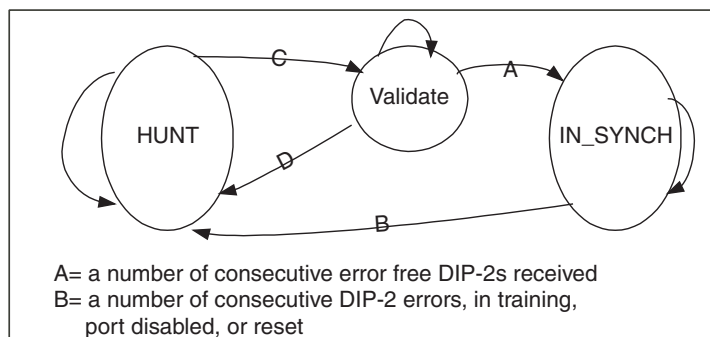 C
A
Validate
HUNT
IN_SYNCH
D
B
A= a number of consecutive error free DIP-2s received
B= a number of consecutive DIP-2 errors, in training,
port disabled, or reset